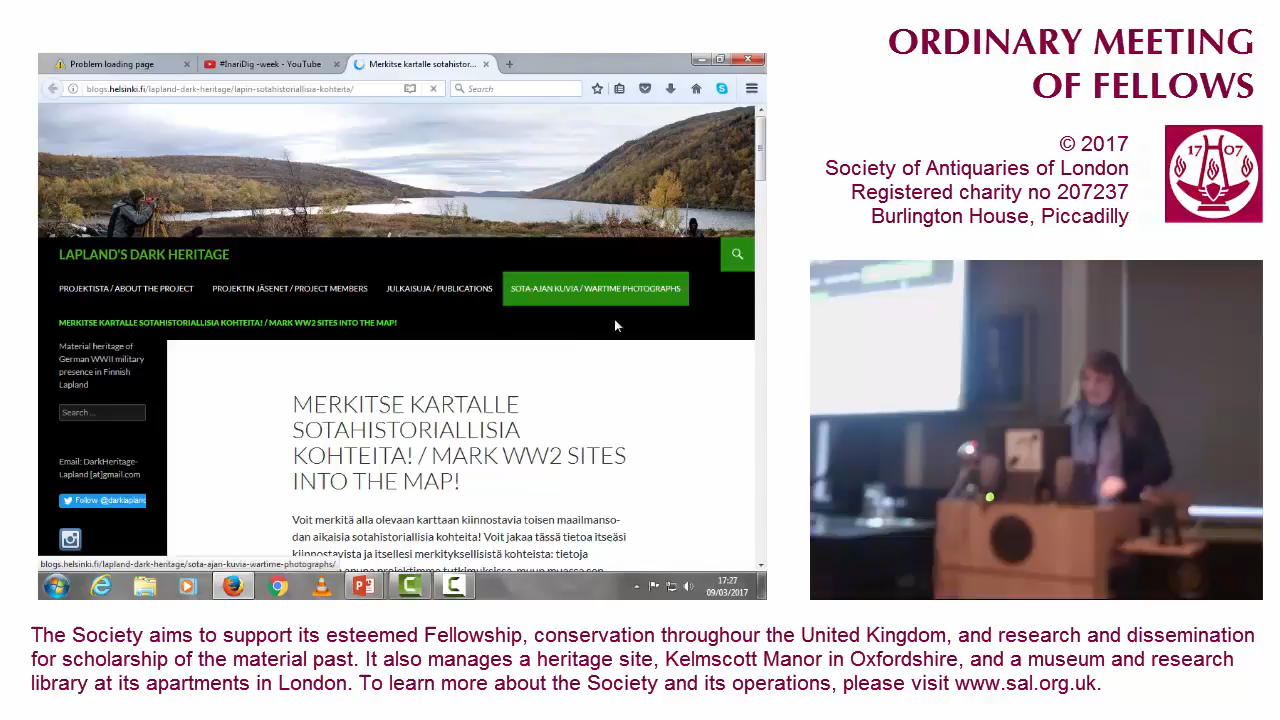 Problem loading page
#InariDig -week - YouTube
Merkitse kartalle sotahistor...
blogs.helsinki.fi/lapland-dark-heritage/lapin-sotahistoriallisia-kohteita/
Search
LAPLAND'S DARK HERITAGE
PROJEKTISTA / ABOUT THE PROJECT
PROJEKTIN JÄSENET / PROJECT MEMBERS
JULKAISUJA / PUBLICATIONS
SOTA-AJAN KUVIA / WARTIME PHOTOGRAPHS
MERKITSE KARTALLE SOTAHISTORIALLISIA KOHTEITA! / MARK WW2 SITES INTO THE MAP!
Material heritage of
German WWII military
presence in Finnish
Lapland
Search ...
Email: DarkHeritage-
Lapland [at]gmail.com
Follow @darklapland
MERKITSE KARTALLE
SOTAHISTORIALLISIA
KOHTEITA! / MARK WW2 SITES
INTO THE MAP!
Voit merkitä alla olevaan karttaan kiinnostavia toisen maailmanso-
dan aikaisia sotahistoriallisia kohteita! Voit jakaa tässä tietoa itseäsi
kiinnostavista ja itsellesi merkityksellisistä kohteista: tietoja
blogs.helsinki.fi/lapland-dark-heritage/sota-ajan-kuvia-wartime-photographs/
17:27
09/03/2017
ORDINARY MEETING
OF FELLOWS
© 2017
Society of Antiquaries of London
Registered charity no 207237
Burlington House, Piccadilly
17 07
The Society aims to support its esteemed Fellowship, conservation throughour the United Kingdom, and research and dissemination
for scholarship of the material past. It also manages a heritage site, Kelmscott Manor in Oxfordshire, and a museum and research
library at its apartments in London. To learn more about the Society and its operations, please visit www.sal.org.uk.